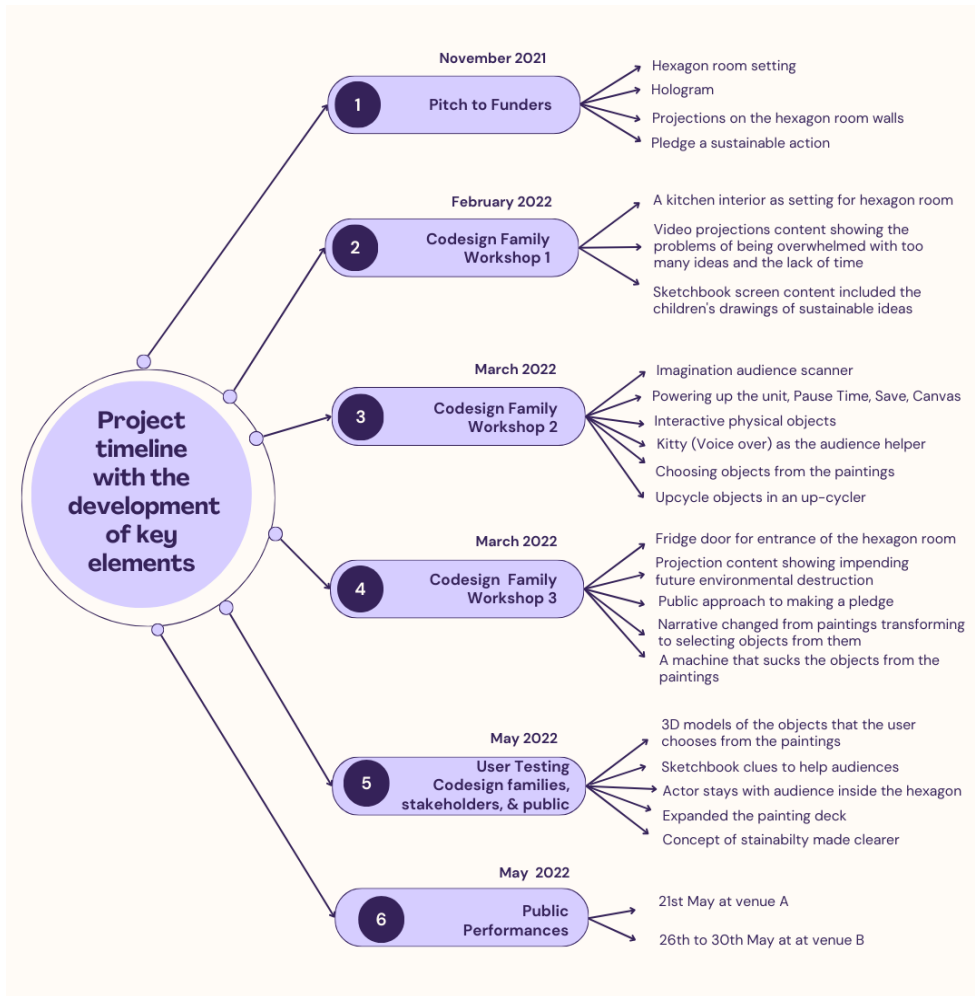 Project
timeline
with the
development
of key
elements
November 2021
1
Pitch to Funders
Hexagon room setting
Hologram
Projections on the hexagon room walls
Pledge a sustainable action
February 2022
2
Codesign Family
Workshop 1
A kitchen interior as setting for hexagon room
Video projections content showing the
problems of being overwhelmed with too
many ideas and the lack of time
Sketchbook screen content included the
children's drawings of sustainable ideas
March 2022
3
Codesign Family
Workshop 2
Imagination audience scanner
Powering up the unit, Pause Time, Save, Canvas
Interactive physical objects
Kitty (Voice over) as the audience helper
Choosing objects from the paintings
Upcycle objects in an up-cycler
March 2022
4
Codesign Family
Workshop 3
Fridge door for entrance of the hexagon room
Projection content showing impending
future environmental destruction
Public approach to making a pledge
Narrative changed from paintings transforming
to selecting objects from them
A machine that sucks the objects from the
paintings
May 2022
5
User Testing
Codesign families,
stakeholders, & public
3D models of the objects that the user
chooses from the paintings
Sketchbook clues to help audiences
Actor stays with audience inside the hexagon
Expanded the painting deck
Concept of stainabilty made clearer
May 2022
6
Public
Performances
21st May at venue A
26th to 30th May at at venue B